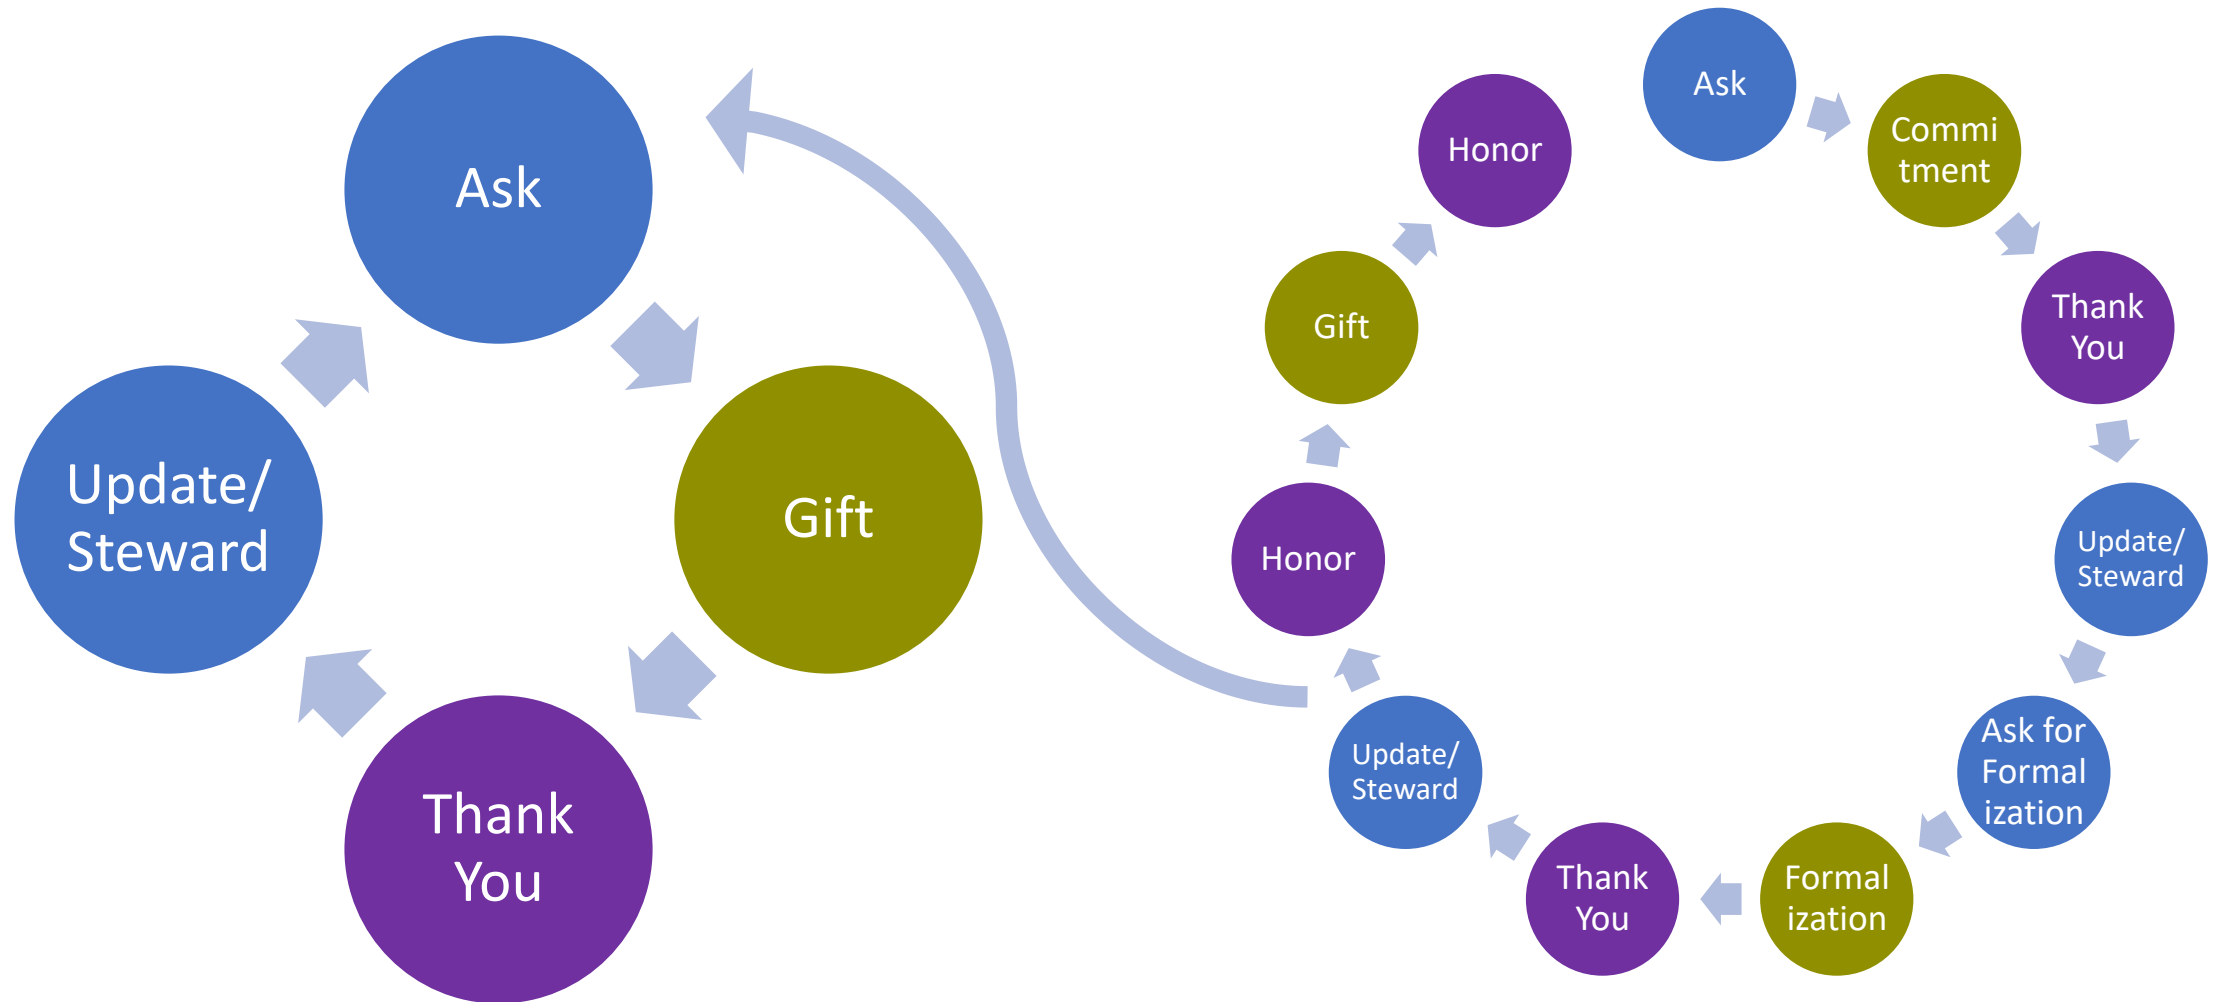 Ask
Gift
Thank
You
Update/
Steward
Ask
Commi
tment
Thank
You
Update/
Steward
Ask for
Formal
ization
Formal
ization
Thank
You
Update/
Steward
Honor
Gift
Honor